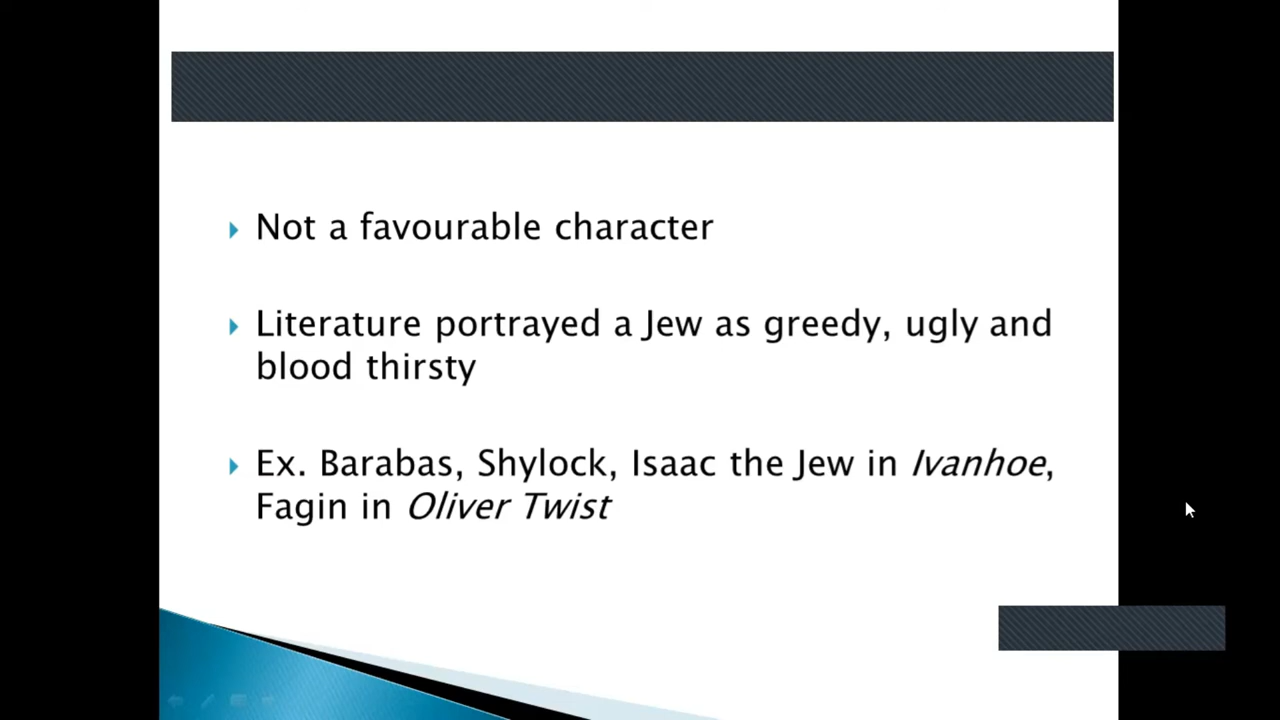 Not a favourable character
Literature portrayed a Jew as greedy, ugly and
blood thirsty
Ex. Barabas, Shylock, Isaac the Jew in Ivanhoe,
Fagin in Oliver Twist